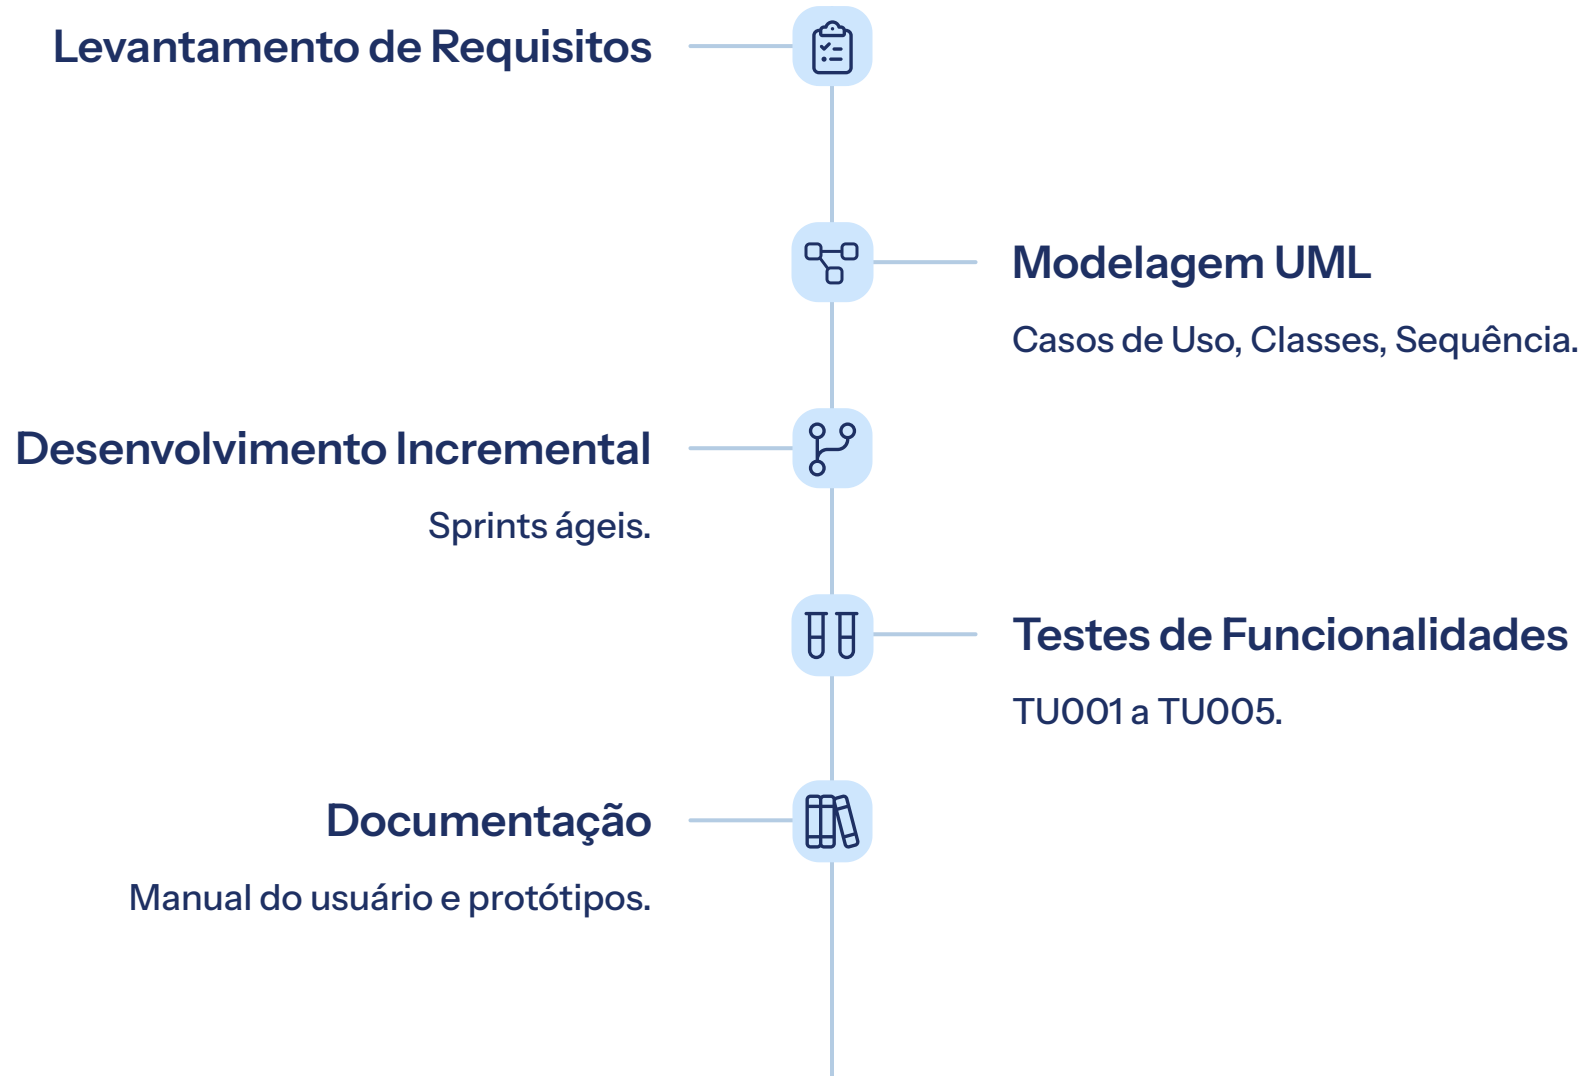 Levantamento de Requisitos
Modelagem UML
Casos de Uso, Classes, Sequência.
Desenvolvimento Incremental
Sprints ágeis.
Testes de Funcionalidades
TU001 a TU005.
Documentação
Manual do usuário e protótipos.